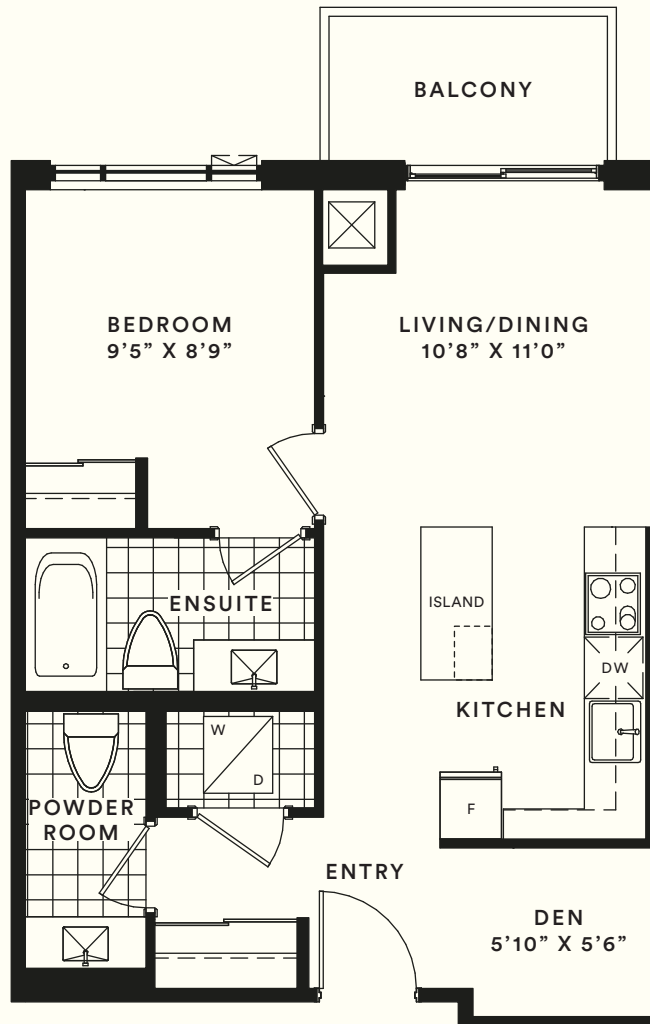 BALCONY
BEDROOM
9’5” X 8’9”
LIVING/DINING
10’8” X 11’0”
ENSUITE
ISLAND
DW
KITCHEN
W
D
F
POWDER
ROOM
ENTRY
DEN
5’10” X 5’6”